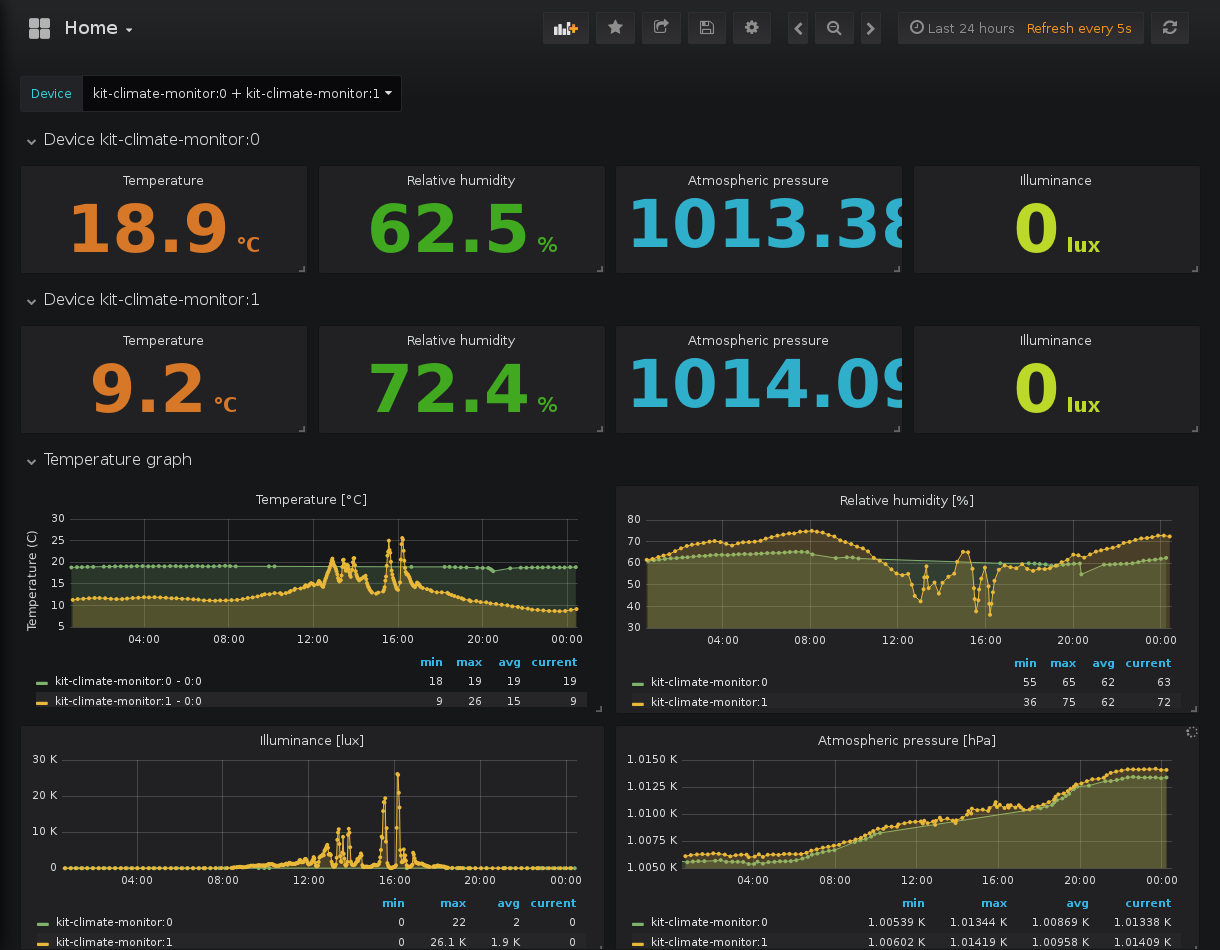 Home
Last 24 hours Refresh every 5s
Device kit-climate-monitor:0 + kit-climate-monitor:1
Device kit-climate-monitor:0
Temperature Relative humidity Atmospheric pressure Illuminance
18.9 °C 62.5 % 1013.38 0 lux
Device kit-climate-monitor:1
Temperature Relative humidity Atmospheric pressure Illuminance
9.2 °C 72.4 % 1014.09 0 lux
Temperature graph
Temperature [°C]
Temperature (C)
30
25
20
15
10
5
04:00 08:00 12:00 16:00 20:00 00:00
min max avg current
kit-climate-monitor:0 - 0:0 18 19 19 19
kit-climate-monitor:1 - 0:0 9 26 15 9
Relative humidity [%]
80
70
60
50
40
30
04:00 08:00 12:00 16:00 20:00 00:00
min max avg current
kit-climate-monitor:0 55 65 62 63
kit-climate-monitor:1 36 75 62 72
Illuminance [lux]
30 K
20 K
10 K
0
04:00 08:00 12:00 16:00 20:00 00:00
min max avg current
kit-climate-monitor:0 0 22 2 0
kit-climate-monitor:1 0 26.1 K 1.9 K 0
Atmospheric pressure [hPa]
1.0150 K
1.0125 K
1.0100 K
1.0075 K
1.0050 K
04:00 08:00 12:00 16:00 20:00 00:00
min max avg current
kit-climate-monitor:0 1.00539 K 1.01344 K 1.00869 K 1.01338 K
kit-climate-monitor:1 1.00602 K 1.01419 K 1.00958 K 1.01409 K